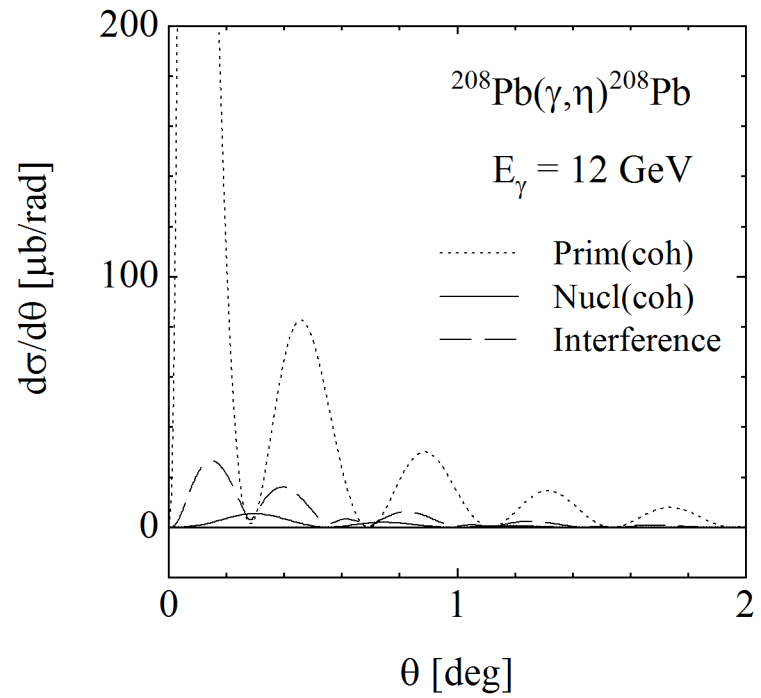 200
100
0
dσ/dθ [μb/rad]
²⁰⁸Pb(γ,η)²⁰⁸Pb
E_γ = 12 GeV
Prim(coh)
Nucl(coh)
Interference
0 1 2
θ [deg]